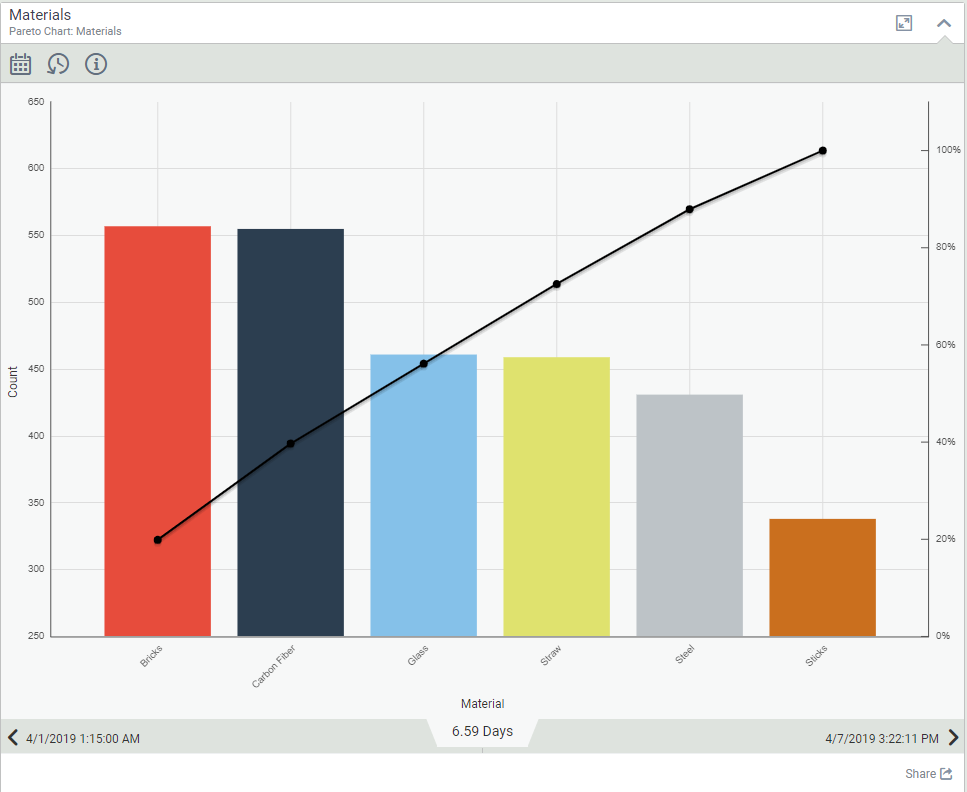 Materials
Pareto Chart: Materials
650
600
550
500
450
400
350
300
250
Count
100%
80%
60%
40%
20%
0%
Bricks
Carbon Fiber
Glass
Straw
Steel
Sticks
Material
4/1/2019 1:15:00 AM
6.59 Days
4/7/2019 3:22:11 PM
Share